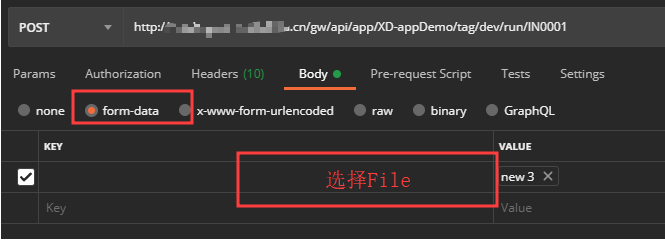 POST http:/ .cn/gw/api/app/XD-appDemo/tag/dev/run/IN0001
Params Authorization Headers (10) Body Pre-request Script Tests Settings
none form-data x-www-form-urlencoded raw binary GraphQL
KEY VALUE
选择File new 3
Key Value